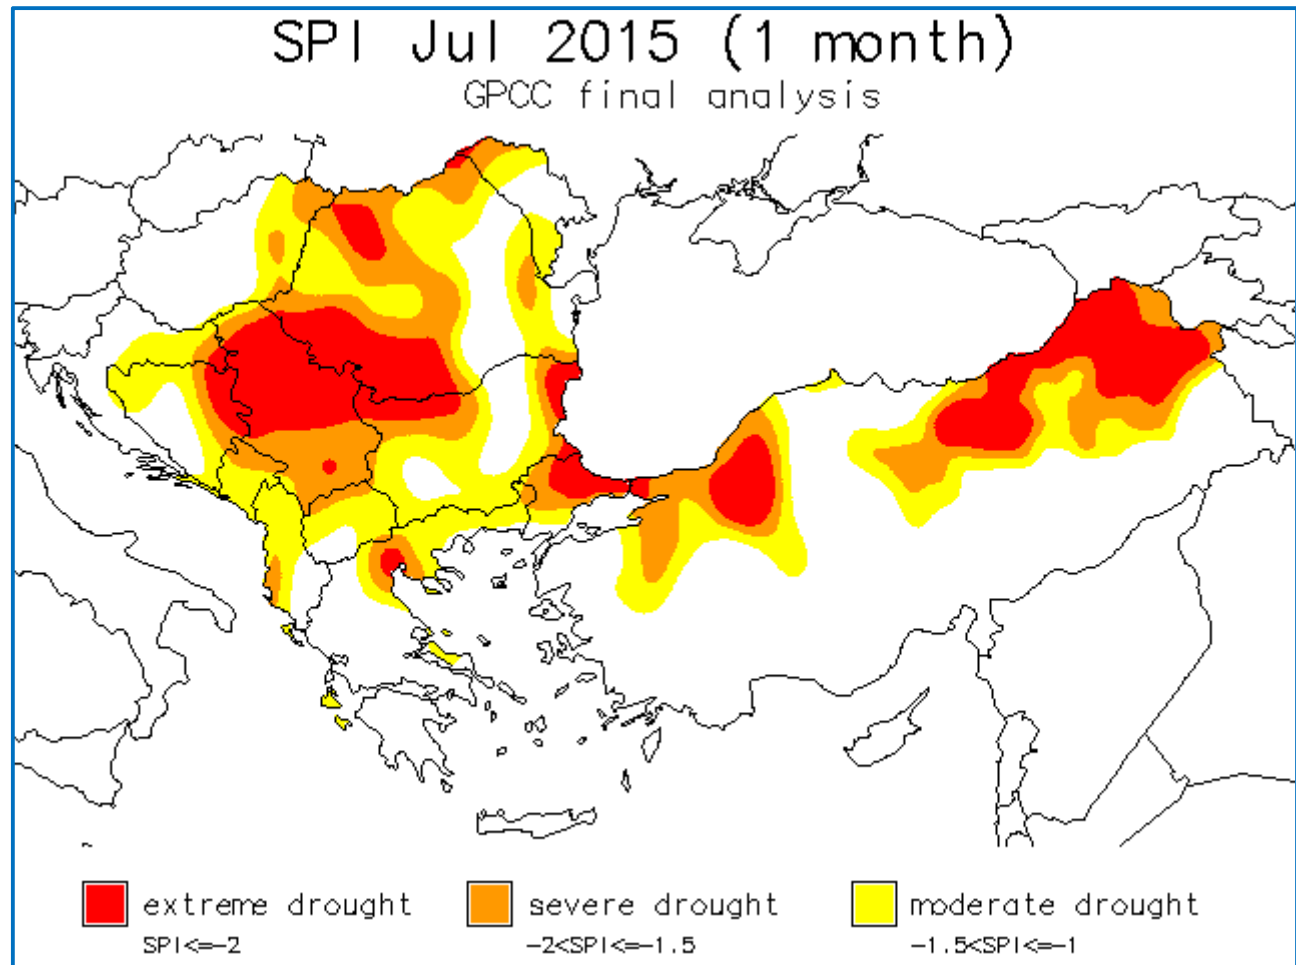 SPI Jul 2015 (1 month)
GPCC final analysis
extreme drought
SPI<=-2
severe drought
-2<SPI<=-1.5
moderate drought
-1.5<SPI<=-1